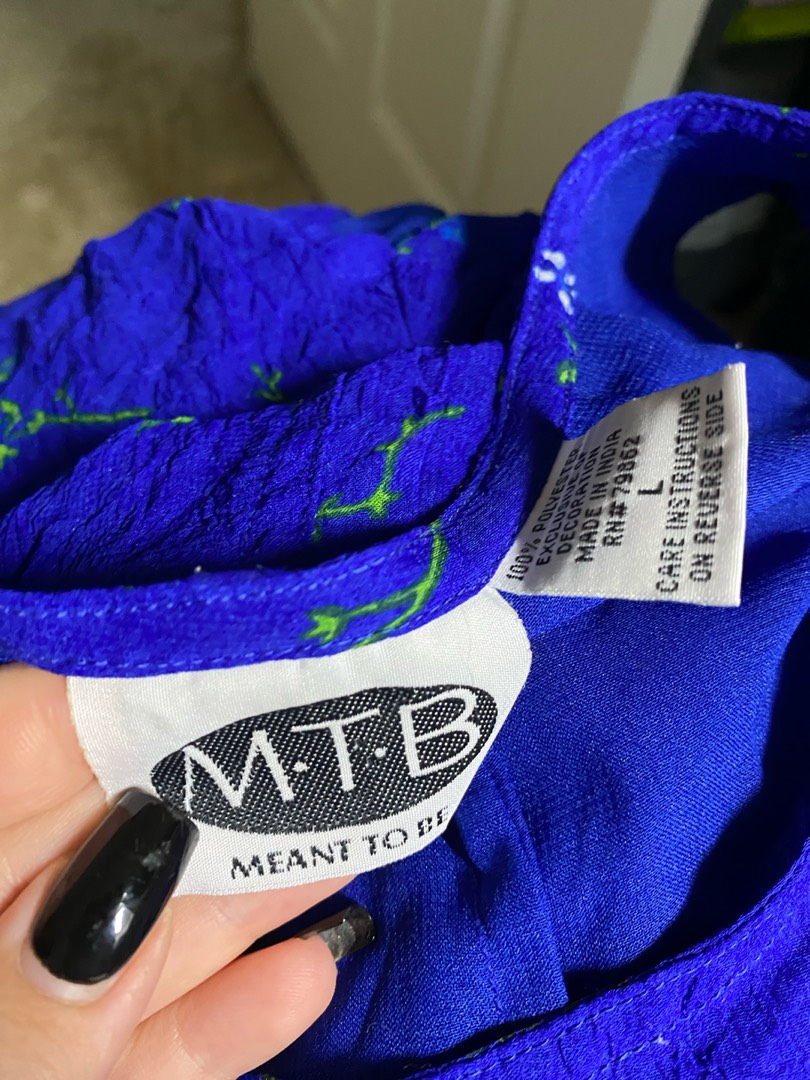 M·T·B
MEANT TO BE
100% POLYESTER
EXCLUSIVE OF
DECORATION
MADE IN INDIA
RN# 79862
L
CARE INSTRUCTIONS
ON REVERSE SIDE